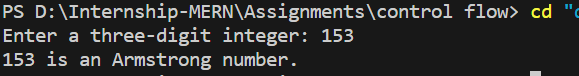 PS D:\Internship-MERN\Assignments\control flow> cd "
Enter a three-digit integer: 153
153 is an Armstrong number.